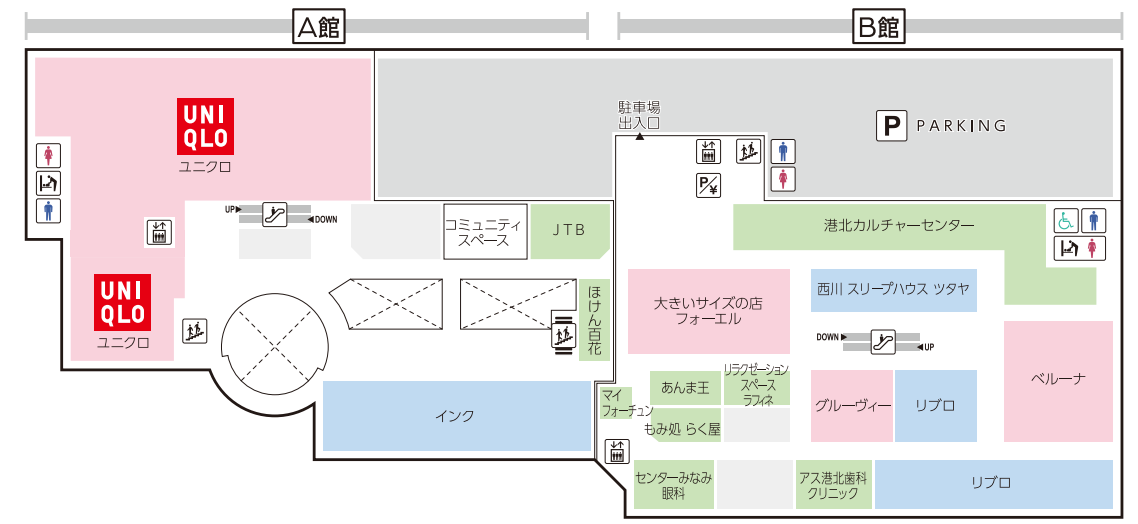 A館
B館
UNI
QLO
ユニクロ
駐車場
出入口
P
PARKING
P/¥
UP
DOWN
コミュニティ
スペース
JTB
港北カルチャーセンター
UNI
QLO
ユニクロ
ほけん百花
大きいサイズの店
フォーエル
西川 スリープハウス ツタヤ
DOWN
UP
ベルーナ
インク
マイ
フォーチュン
あんま王
リラクゼーション
スペース
ラフィネ
グルーヴィー
リブロ
もみ処 らく屋
センターみなみ
眼科
アス港北歯科
クリニック
リブロ